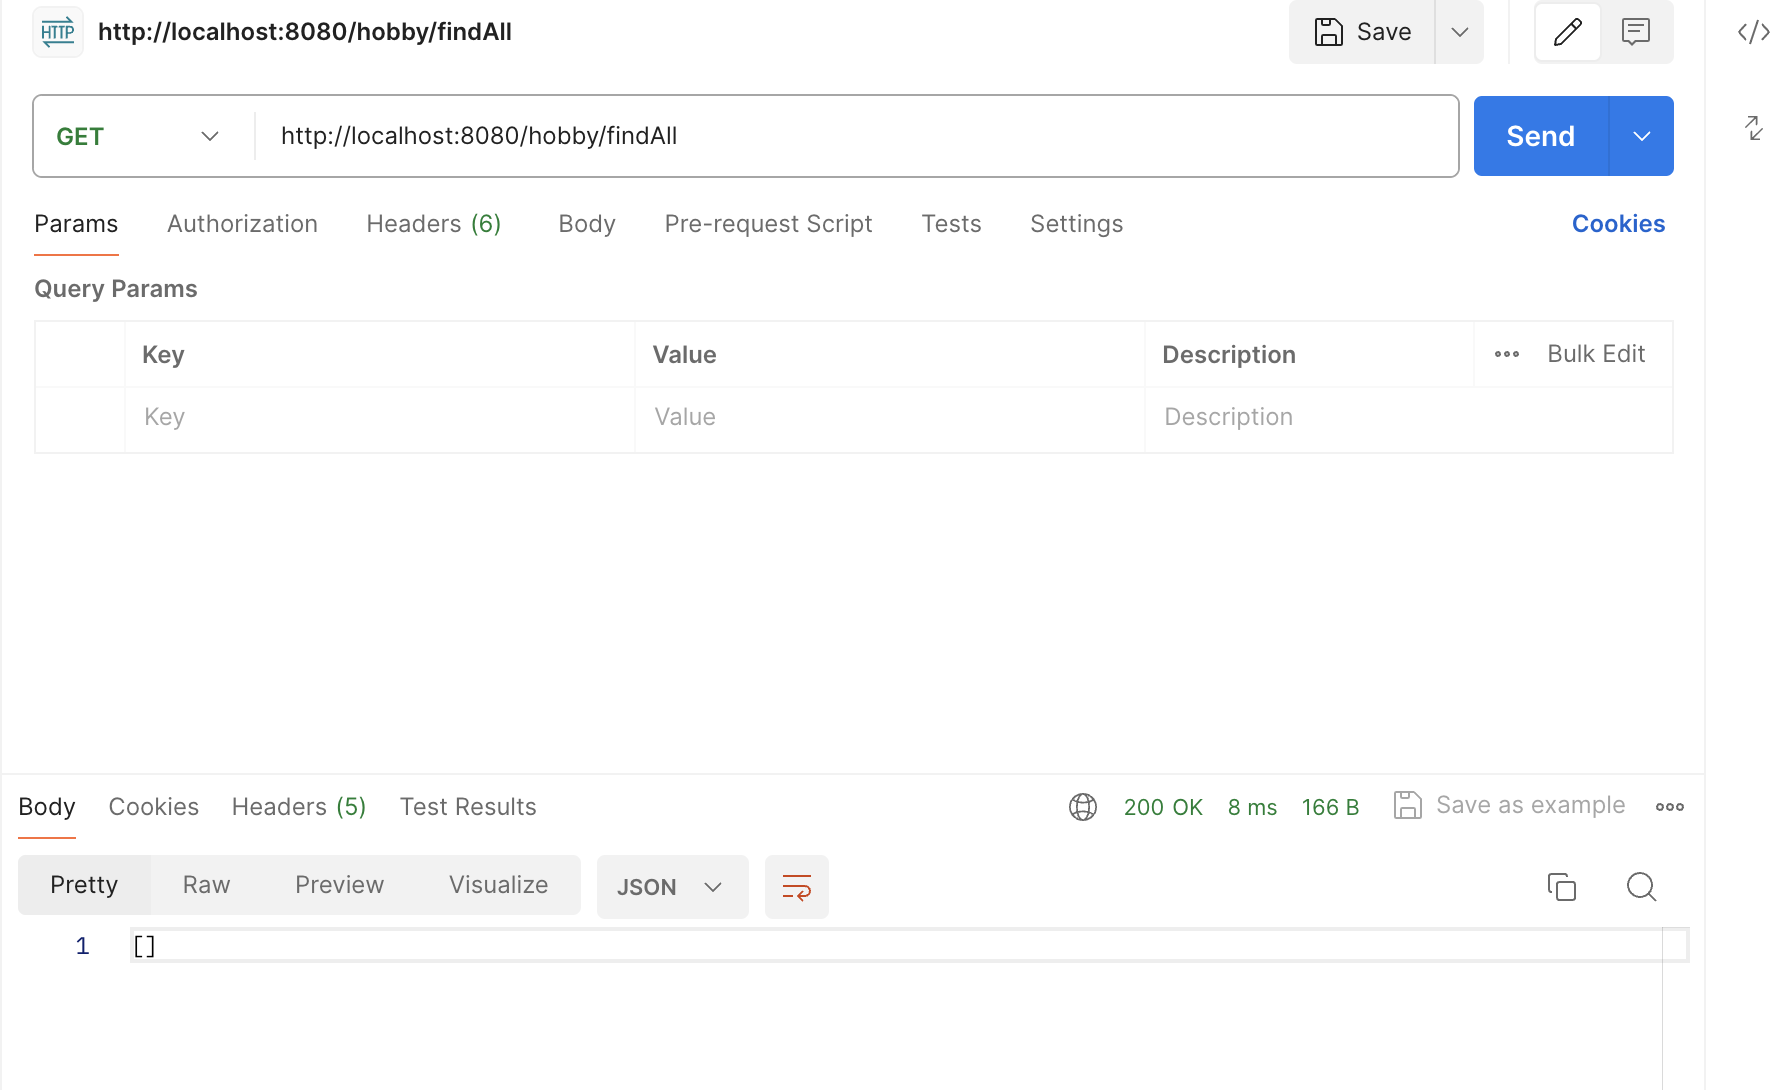 HTTP http://localhost:8080/hobby/findAll Save </>
GET http://localhost:8080/hobby/findAll Send
Params Authorization Headers (6) Body Pre-request Script Tests Settings Cookies
Query Params
Key Value Description Bulk Edit
Key Value Description
Body Cookies Headers (5) Test Results 200 OK 8 ms 166 B Save as example
Pretty Raw Preview Visualize JSON
1 []